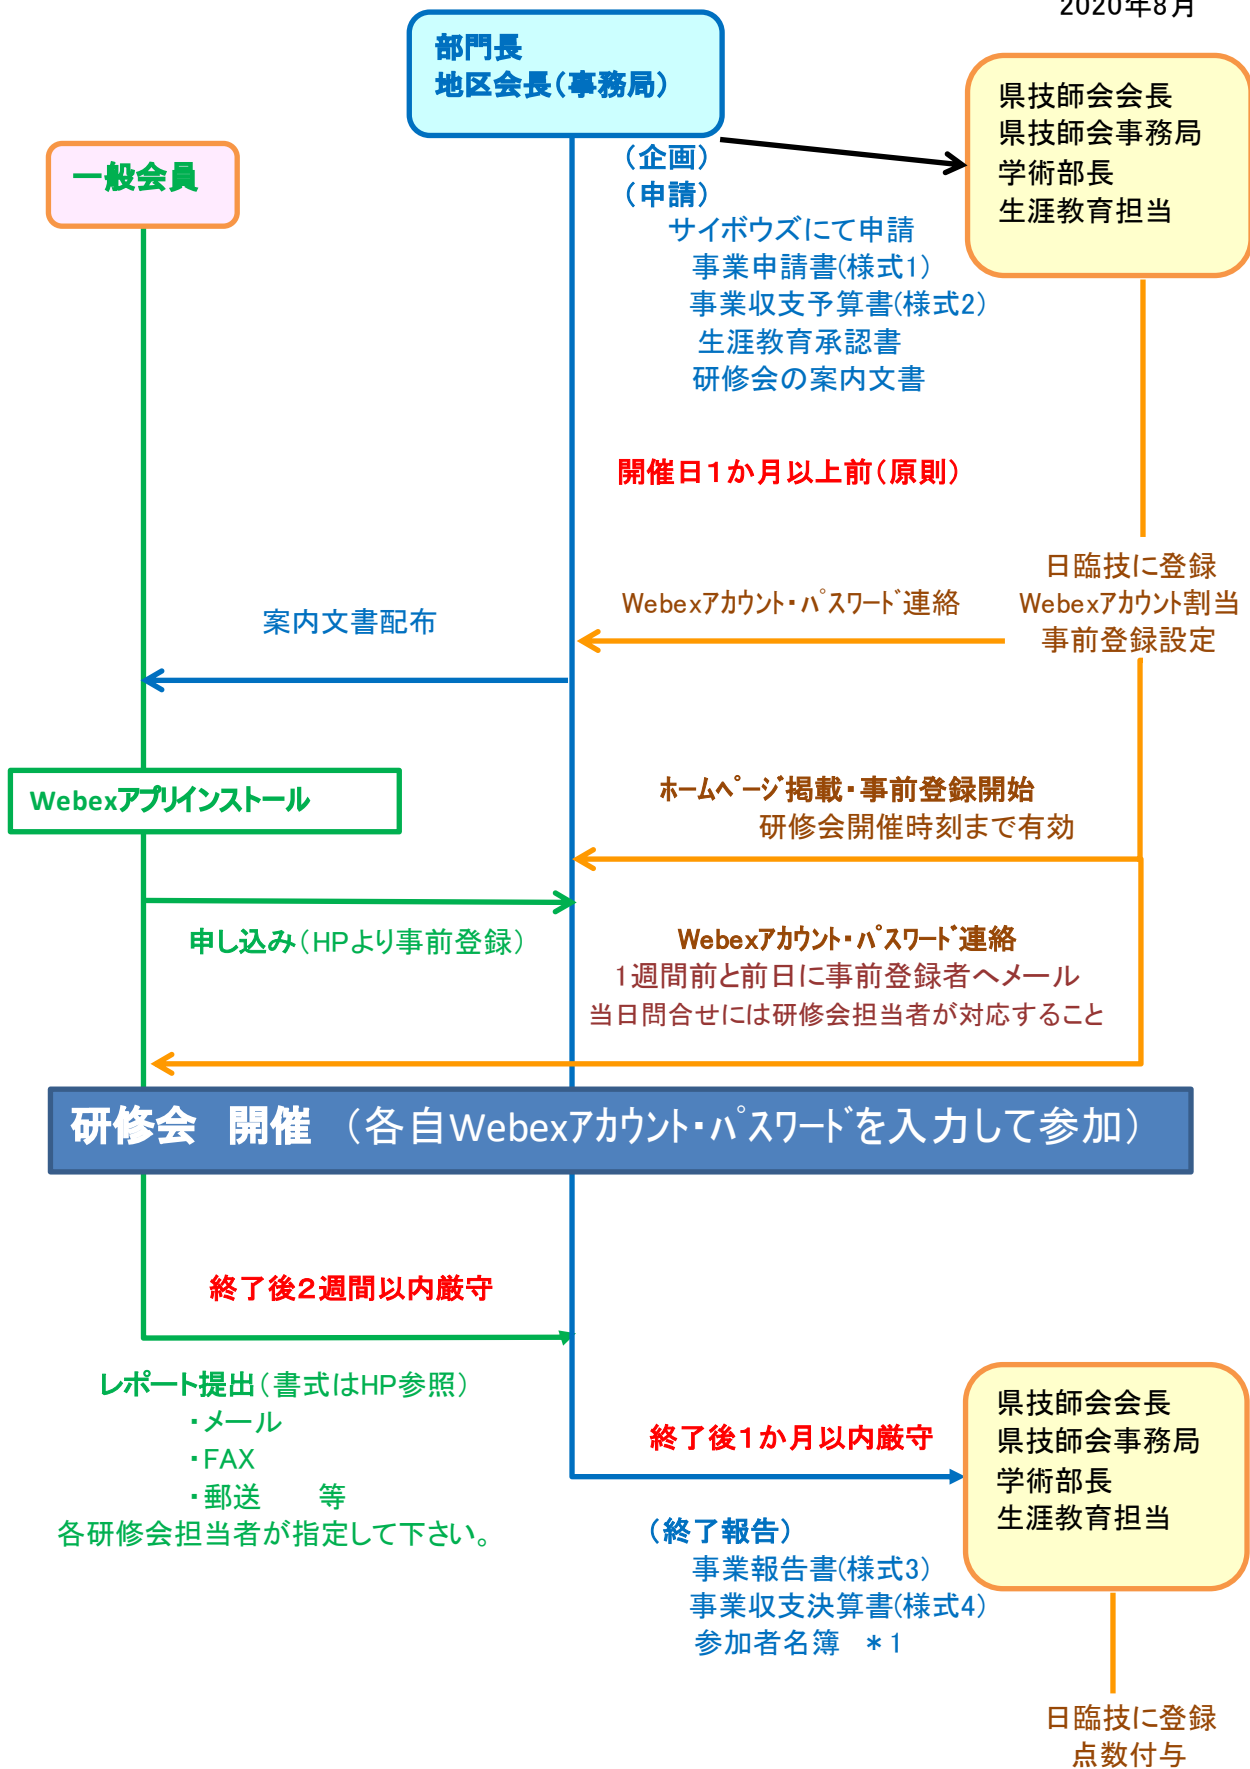 2020年8月
部門長
地区会長(事務局)
県技師会会長
県技師会事務局
学術部長
生涯教育担当
一般会員
(企画)
(申請)
サイボウズにて申請
事業申請書(様式1)
事業収支予算書(様式2)
生涯教育承認書
研修会の案内文書
開催日1か月以上前(原則)
日臨技に登録
Webexアカウント割当
事前登録設定
Webexアカウント・パスワード連絡
案内文書配布
Webexアプリインストール
ホームページ掲載・事前登録開始
研修会開催時刻まで有効
申し込み(HPより事前登録)
Webexアカウント・パスワード連絡
1週間前と前日に事前登録者へメール
当日問合せには研修会担当者が対応すること
研修会 開催 (各自Webexアカウント・パスワードを入力して参加)
終了後2週間以内厳守
レポート提出(書式はHP参照)
・メール
・FAX
・郵送 等
各研修会担当者が指定して下さい。
終了後1か月以内厳守
県技師会会長
県技師会事務局
学術部長
生涯教育担当
(終了報告)
事業報告書(様式3)
事業収支決算書(様式4)
参加者名簿 *1
日臨技に登録
点数付与